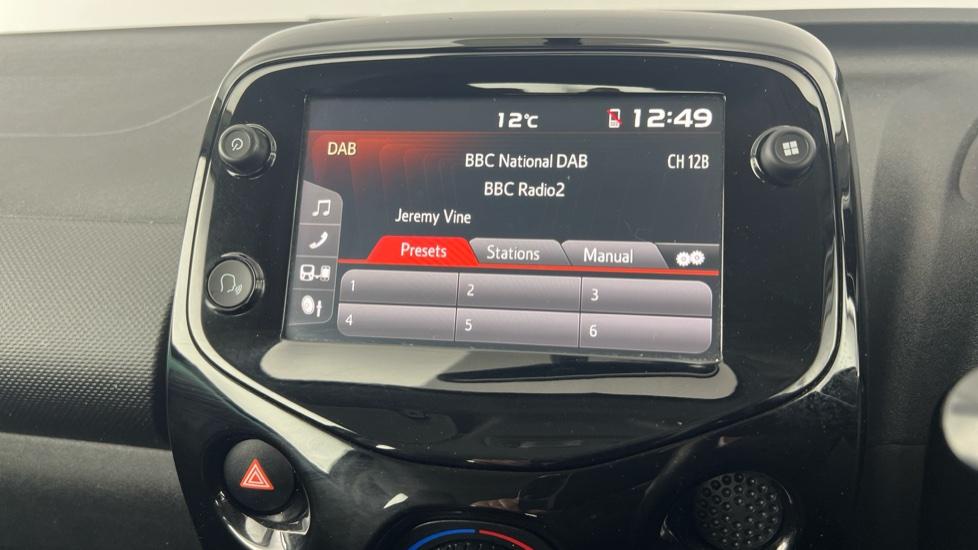 12°C 12:49
DAB
BBC National DAB CH 12B
BBC Radio2
Jeremy Vine
Presets Stations Manual
1 2 3
4 5 6